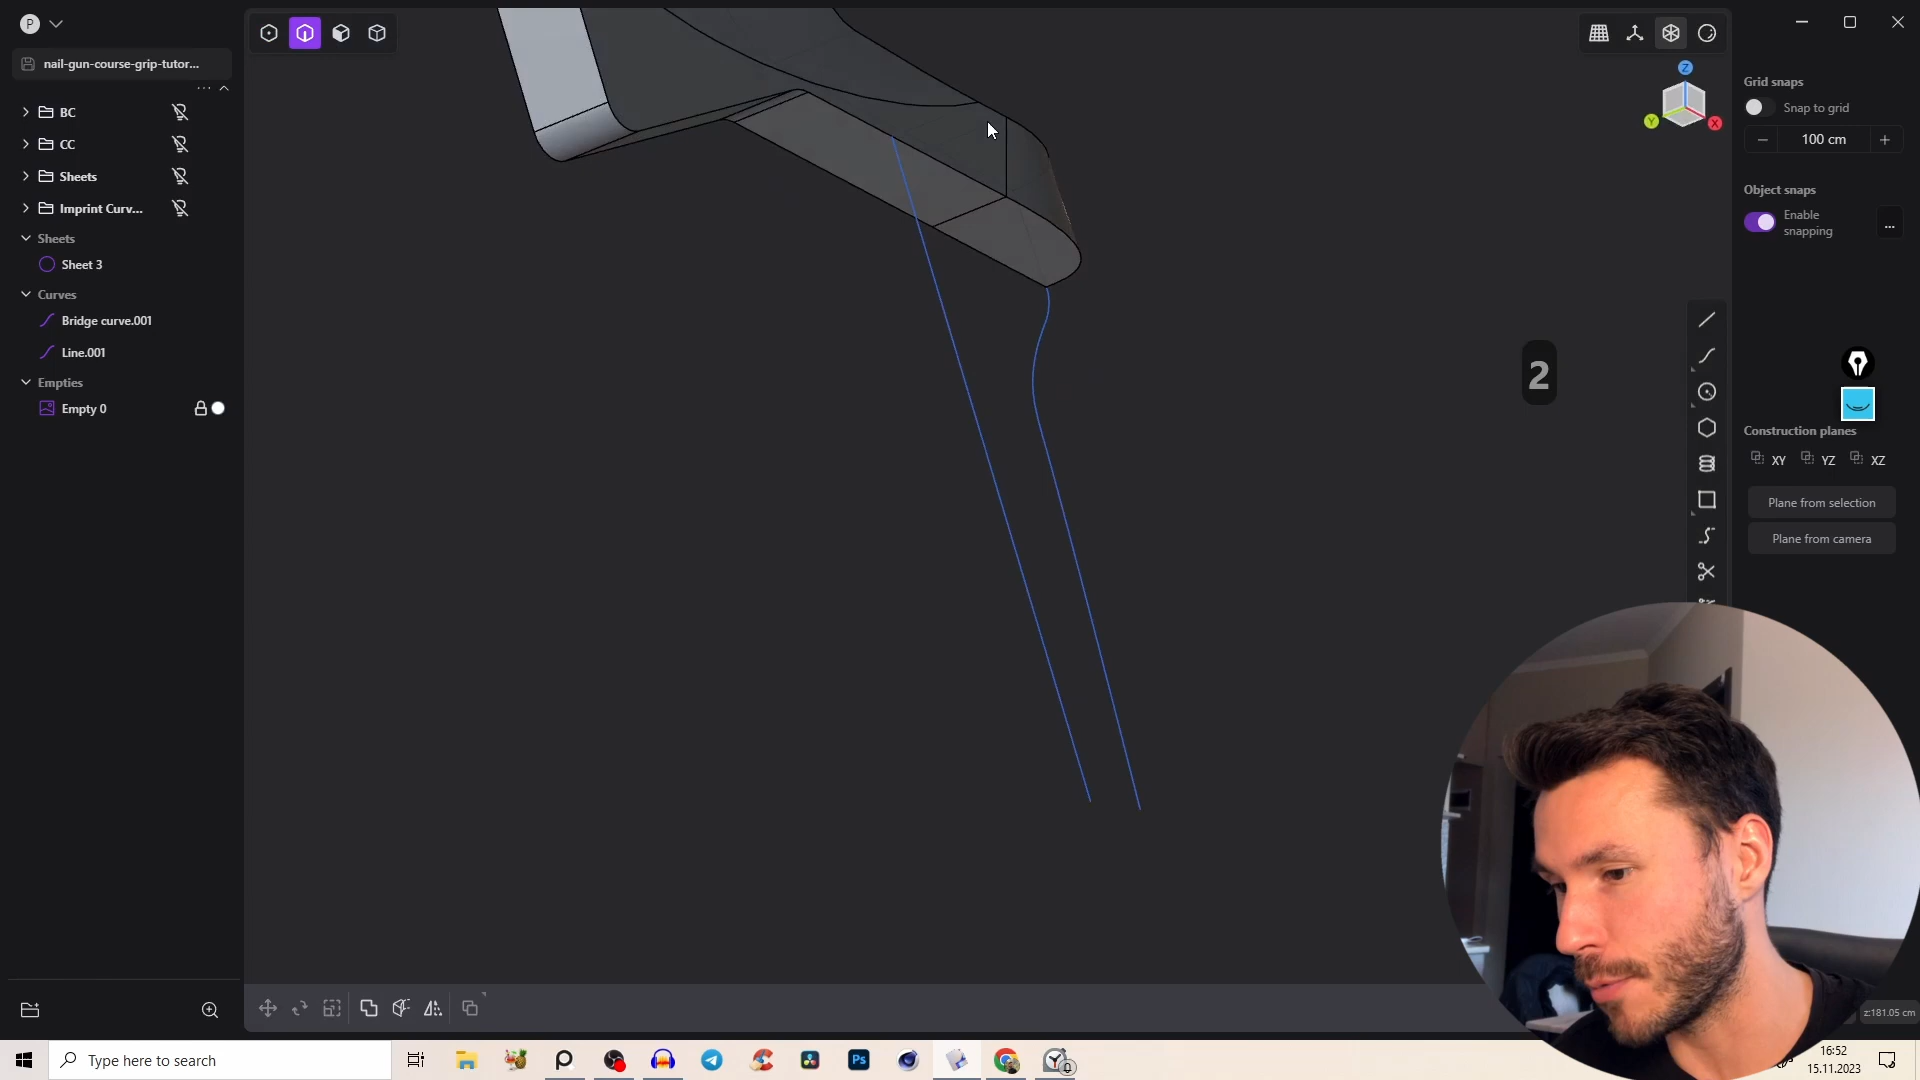 P
nail-gun-course-grip-tutor...
BC
CC
Sheets
Imprint Curv...
Sheets
Sheet 3
Curves
Bridge curve.001
Line.001
Empties
Empty 0
Z
Y
X
2
Grid snaps
Snap to grid
100 cm
Object snaps
Enable
snapping
...
Construction planes
XY
YZ
XZ
Plane from selection
Plane from camera
z:181.05 cm
Type here to search
Ps
16:52
15.11.2023